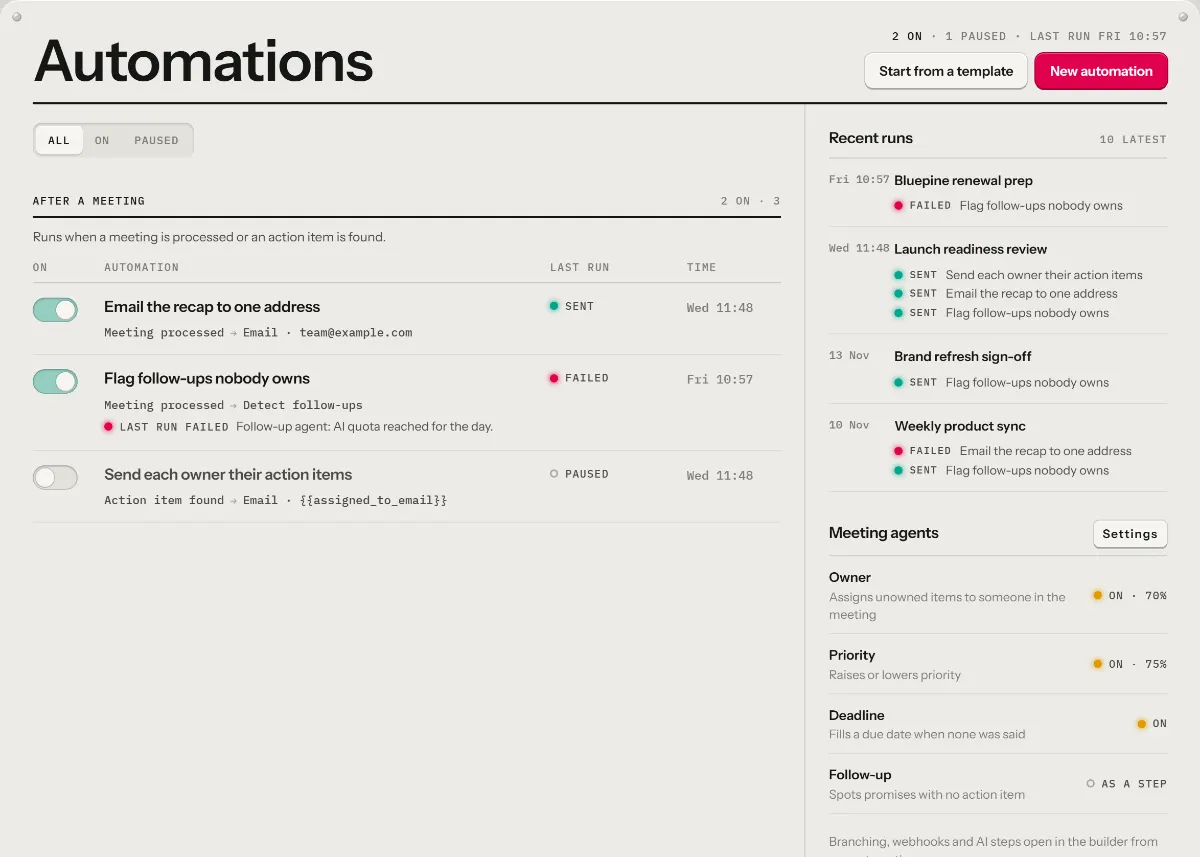 Automations
2 ON · 1 PAUSED · LAST RUN FRI 10:57
Start from a template
New automation
ALL
ON
PAUSED
AFTER A MEETING
2 ON · 3
Runs when a meeting is processed or an action item is found.
ON
AUTOMATION
LAST RUN
TIME
Email the recap to one address
SENT
Wed 11:48
Meeting processed → Email · team@example.com
Flag follow-ups nobody owns
FAILED
Fri 10:57
Meeting processed → Detect follow-ups
LAST RUN FAILED Follow-up agent: AI quota reached for the day.
Send each owner their action items
PAUSED
Wed 11:48
Action item found → Email · {{assigned_to_email}}
Recent runs
10 LATEST
Fri 10:57 Bluepine renewal prep
FAILED Flag follow-ups nobody owns
Wed 11:48 Launch readiness review
SENT Send each owner their action items
SENT Email the recap to one address
SENT Flag follow-ups nobody owns
13 Nov Brand refresh sign-off
SENT Flag follow-ups nobody owns
10 Nov Weekly product sync
FAILED Email the recap to one address
SENT Flag follow-ups nobody owns
Meeting agents
Settings
Owner
Assigns unowned items to someone in the
meeting
ON · 70%
Priority
Raises or lowers priority
ON · 75%
Deadline
Fills a due date when none was said
ON
Follow-up
Spots promises with no action item
AS A STEP
Branching, webhooks and AI steps open in the builder from